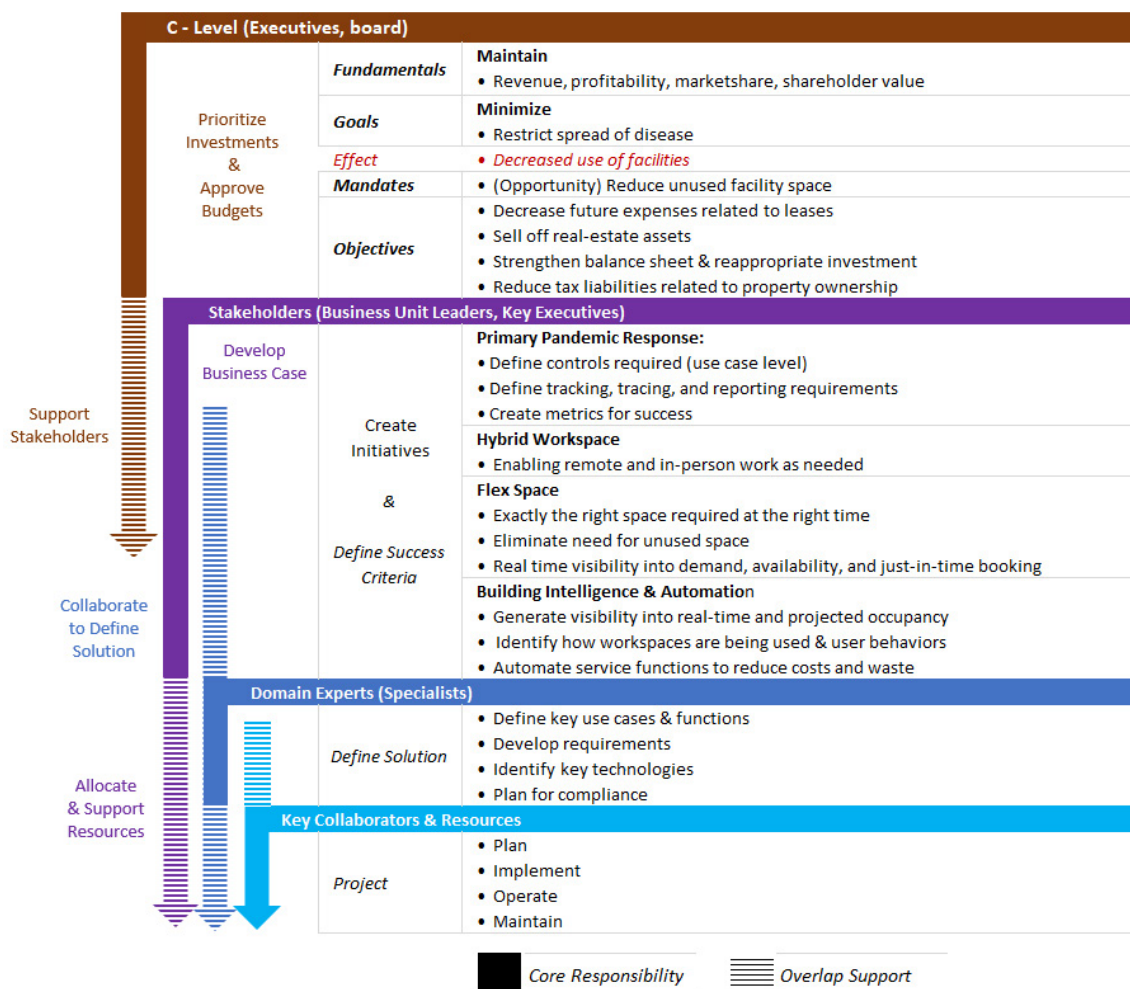 C - Level (Executives, board)
Prioritize
Investments
&
Approve
Budgets
Fundamentals
Maintain
• Revenue, profitability, marketshare, shareholder value
Goals
Minimize
• Restrict spread of disease
Effect
• Decreased use of facilities
Mandates
• (Opportunity) Reduce unused facility space
Objectives
• Decrease future expenses related to leases
• Sell off real-estate assets
• Strengthen balance sheet & reappropriate investment
• Reduce tax liabilities related to property ownership
Support
Stakeholders
Stakeholders (Business Unit Leaders, Key Executives)
Develop
Business Case
Create
Initiatives
&
Define Success
Criteria
Primary Pandemic Response:
• Define controls required (use case level)
• Define tracking, tracing, and reporting requirements
• Create metrics for success
Hybrid Workspace
• Enabling remote and in-person work as needed
Flex Space
• Exactly the right space required at the right time
• Eliminate need for unused space
• Real time visibility into demand, availability, and just-in-time booking
Building Intelligence & Automation
• Generate visibility into real-time and projected occupancy
• Identify how workspaces are being used & user behaviors
• Automate service functions to reduce costs and waste
Collaborate
to Define
Solution
Domain Experts (Specialists)
Define Solution
• Define key use cases & functions
• Develop requirements
• Identify key technologies
• Plan for compliance
Allocate
& Support
Resources
Key Collaborators & Resources
Project
• Plan
• Implement
• Operate
• Maintain
Core Responsibility
Overlap Support